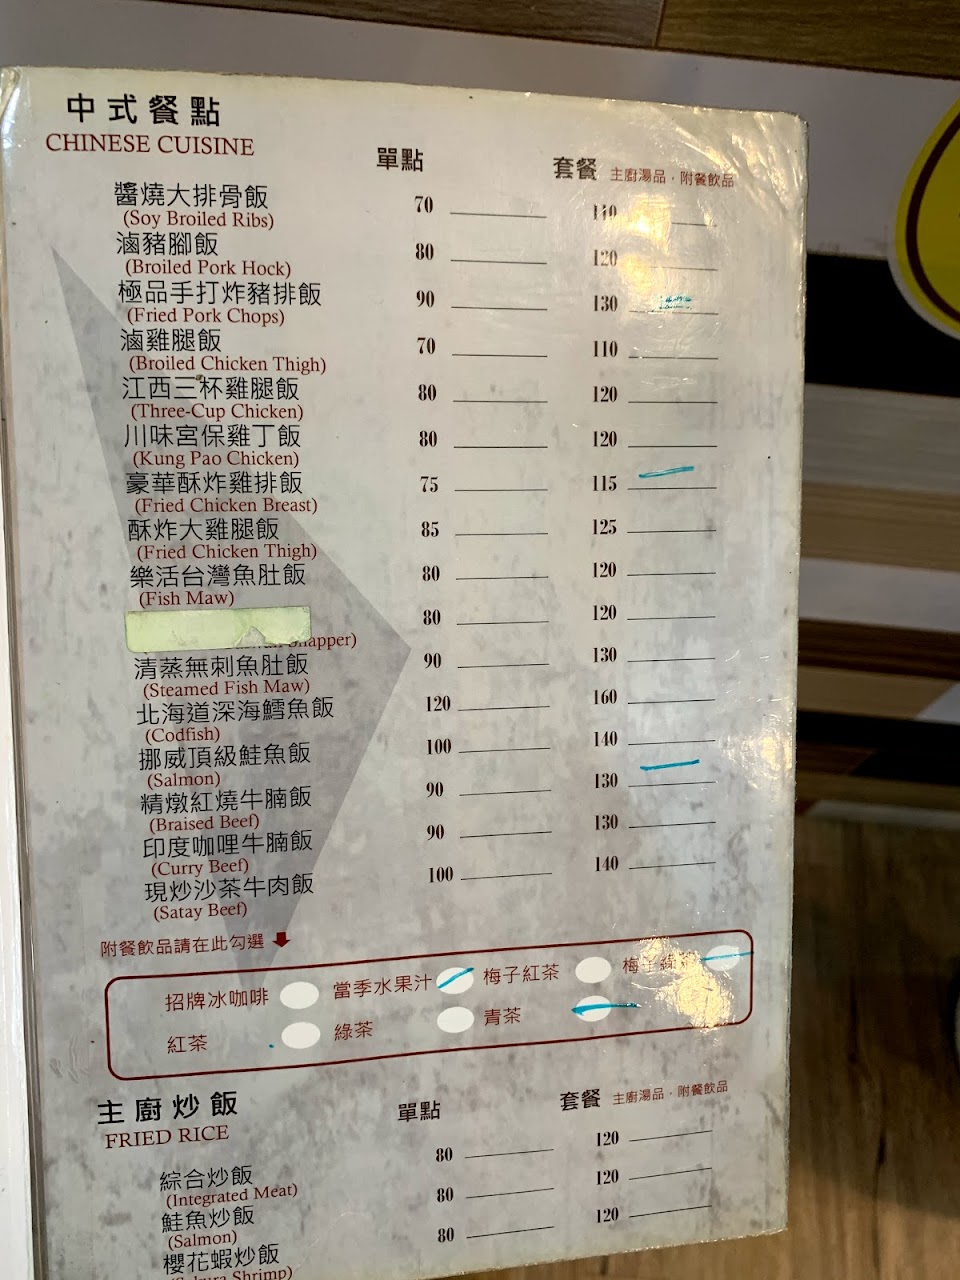 中式餐點
CHINESE CUISINE
單點 套餐 主廚湯品，附餐飲品
醬燒大排骨飯 70 110
(Soy Broiled Ribs)
滷豬腳飯 80 120
(Broiled Pork Hock)
極品手打炸豬排飯 90 130
(Fried Pork Chops)
滷雞腿飯 70 110
(Broiled Chicken Thigh)
江西三杯雞腿飯 80 120
(Three-Cup Chicken)
川味宮保雞丁飯 80 120
(Kung Pao Chicken)
豪華酥炸雞排飯 75 115
(Fried Chicken Breast)
酥炸大雞腿飯 85 125
(Fried Chicken Thigh)
樂活台灣魚肚飯 80 120
(Fish Maw)
80 120
Snapper)
清蒸無刺魚肚飯 90 130
(Steamed Fish Maw)
北海道深海鱈魚飯 120 160
(Codfish)
挪威頂級鮭魚飯 100 140
(Salmon)
精燉紅燒牛腩飯 90 130
(Braised Beef)
印度咖哩牛腩飯 90 130
(Curry Beef)
現炒沙茶牛肉飯 100 140
(Satay Beef)
附餐飲品請在此勾選
招牌冰咖啡 當季水果汁 梅子紅茶 梅子綠茶
紅茶 綠茶 青茶
主廚炒飯
FRIED RICE
單點 套餐 主廚湯品，附餐飲品
綜合炒飯 80 120
(Integrated Meat)
鮭魚炒飯 80 120
(Salmon)
櫻花蝦炒飯 80 120
(Sakura Shrimp)